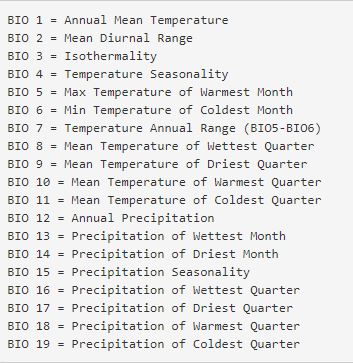 BIO 1 = Annual Mean Temperature
BIO 2 = Mean Diurnal Range
BIO 3 = Isothermality
BIO 4 = Temperature Seasonality
BIO 5 = Max Temperature of Warmest Month
BIO 6 = Min Temperature of Coldest Month
BIO 7 = Temperature Annual Range (BIO5-BIO6)
BIO 8 = Mean Temperature of Wettest Quarter
BIO 9 = Mean Temperature of Driest Quarter
BIO 10 = Mean Temperature of Warmest Quarter
BIO 11 = Mean Temperature of Coldest Quarter
BIO 12 = Annual Precipitation
BIO 13 = Precipitation of Wettest Month
BIO 14 = Precipitation of Driest Month
BIO 15 = Precipitation Seasonality
BIO 16 = Precipitation of Wettest Quarter
BIO 17 = Precipitation of Driest Quarter
BIO 18 = Precipitation of Warmest Quarter
BIO 19 = Precipitation of Coldest Quarter